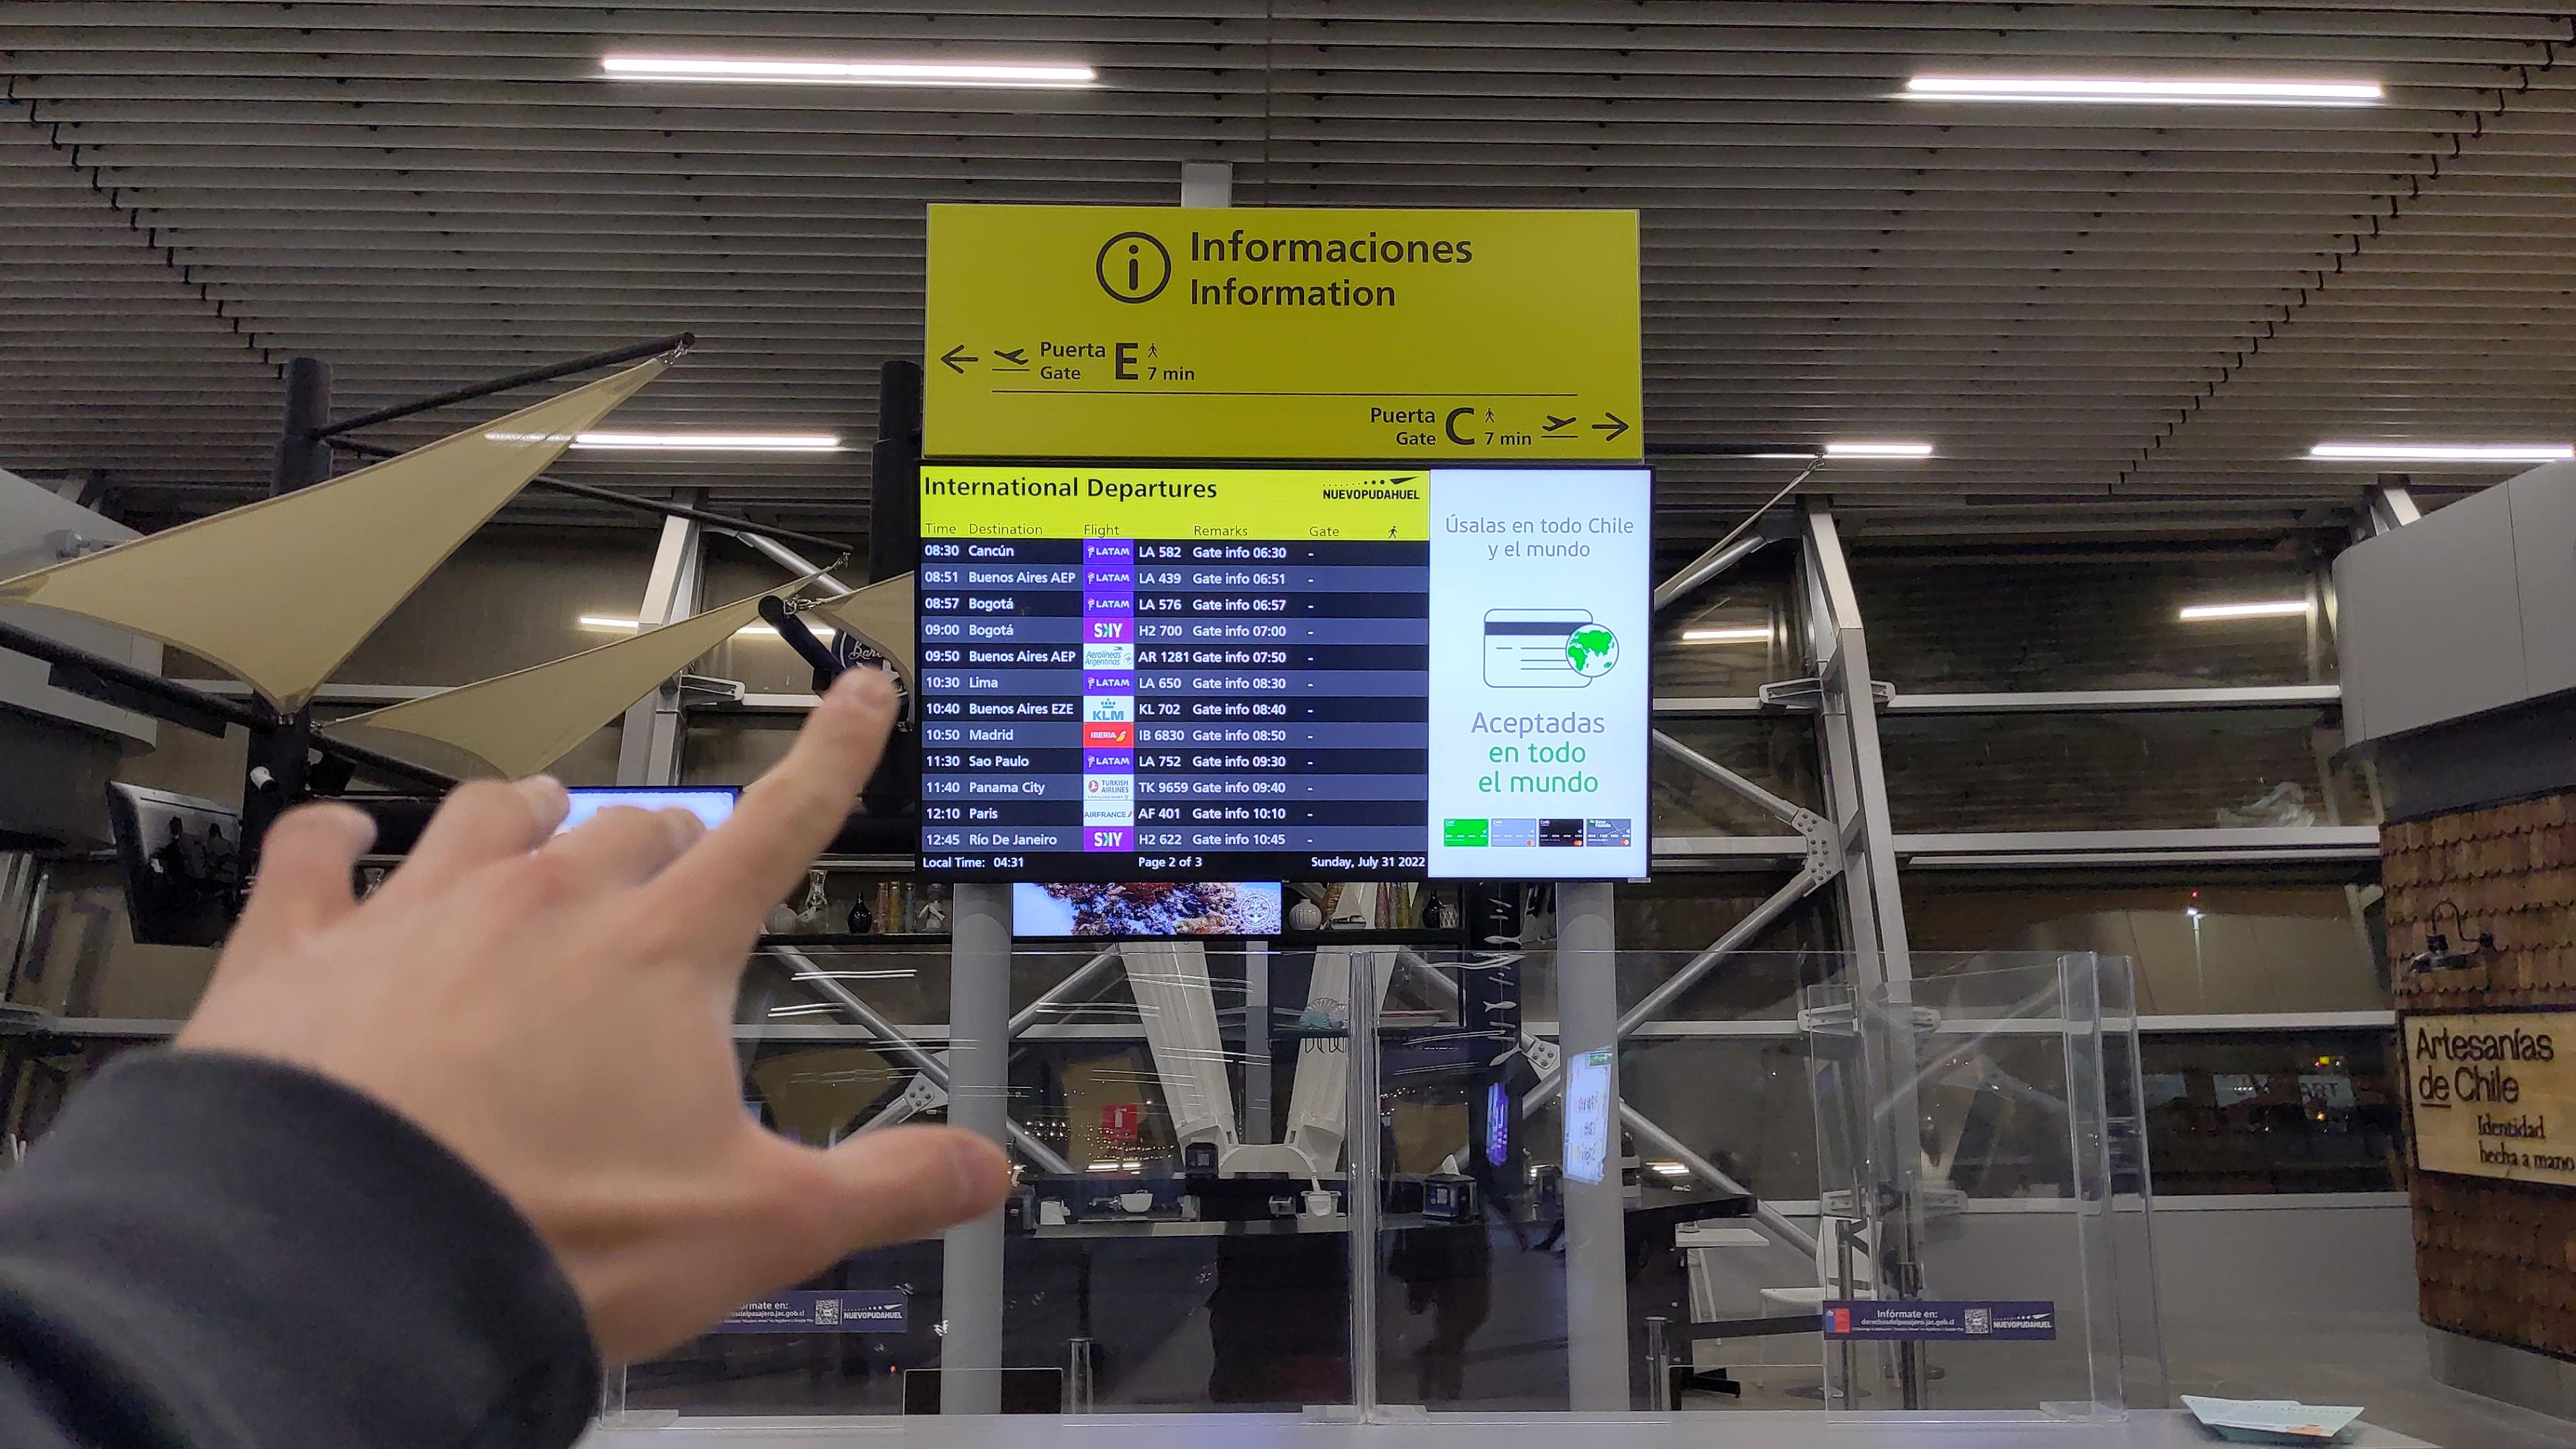 Informaciones
Information
Puerta
Gate
E
7 min
Puerta
Gate
C
7 min
International Departures
NUEVOPUDAHUEL
Time Destination Flight Remarks Gate
08:30 Cancún LATAM LA 582 Gate info 06:30 -
08:51 Buenos Aires AEP LATAM LA 439 Gate info 06:51 -
08:57 Bogotá LATAM LA 576 Gate info 06:57 -
09:00 Bogotá SKY H2 700 Gate info 07:00 -
09:50 Buenos Aires AEP Aerolíneas Argentinas AR 1281 Gate info 07:50 -
10:30 Lima LATAM LA 650 Gate info 08:30 -
10:40 Buenos Aires EZE KLM KL 702 Gate info 08:40 -
10:50 Madrid IBERIA IB 6830 Gate info 08:50 -
11:30 Sao Paulo LATAM LA 752 Gate info 09:30 -
11:40 Panama City TURKISH AIRLINES TK 9659 Gate info 09:40 -
12:10 Paris AIRFRANCE AF 401 Gate info 10:10 -
12:45 Río De Janeiro SKY H2 622 Gate info 10:45 -
Local Time: 04:31 Page 2 of 3 Sunday, July 31 2022
Úsalas en todo Chile
y el mundo
Aceptadas
en todo
el mundo
Artesanías
de Chile
Identidad
hecha a mano
Infórmate en:
derechosdelpasajero.jac.gob.cl
NUEVOPUDAHUEL
NUEVOPUDAHUEL